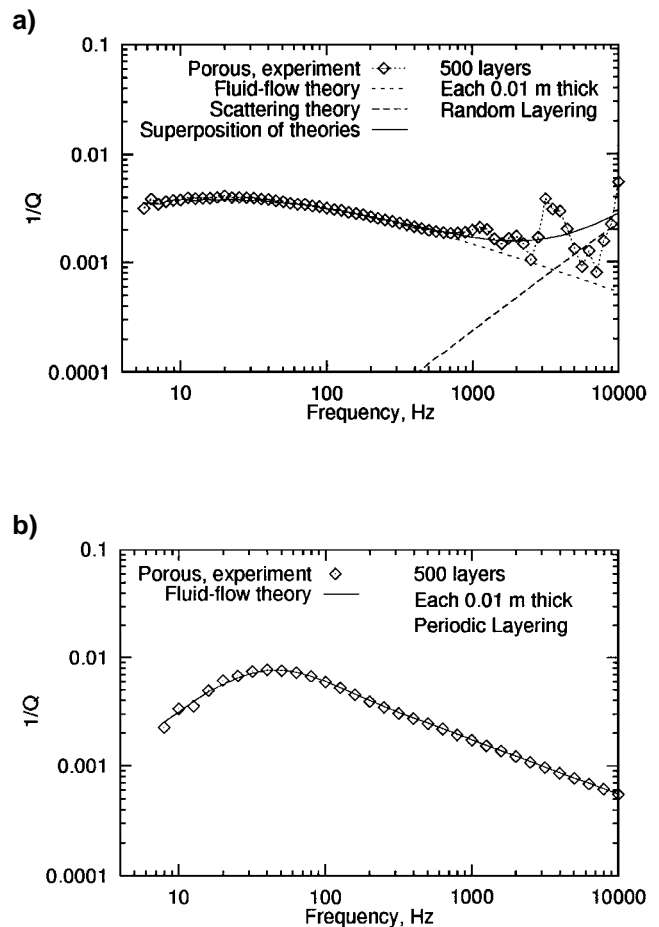 a)
0.1
0.01
0.001
0.0001
1/Q
Porous, experiment
Fluid-flow theory
Scattering theory
Superposition of theories
500 layers
Each 0.01 m thick
Random Layering
10 100 1000 10000
Frequency, Hz
b)
0.1
0.01
0.001
0.0001
1/Q
Porous, experiment
Fluid-flow theory
500 layers
Each 0.01 m thick
Periodic Layering
10 100 1000 10000
Frequency, Hz